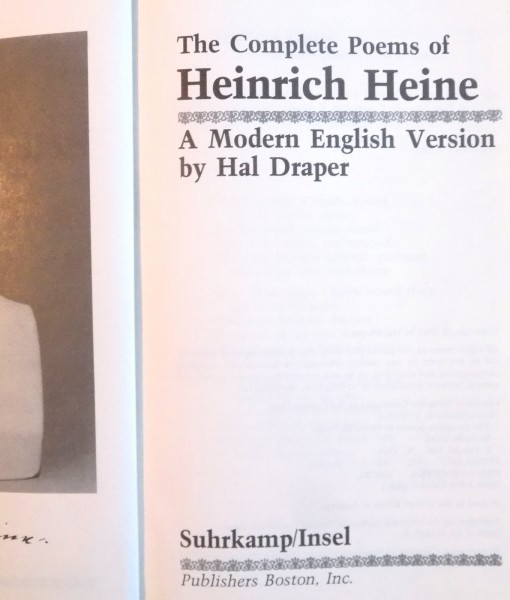 The Complete Poems of
Heinrich Heine
A Modern English Version
by Hal Draper
Suhrkamp/Insel
Publishers Boston, Inc.